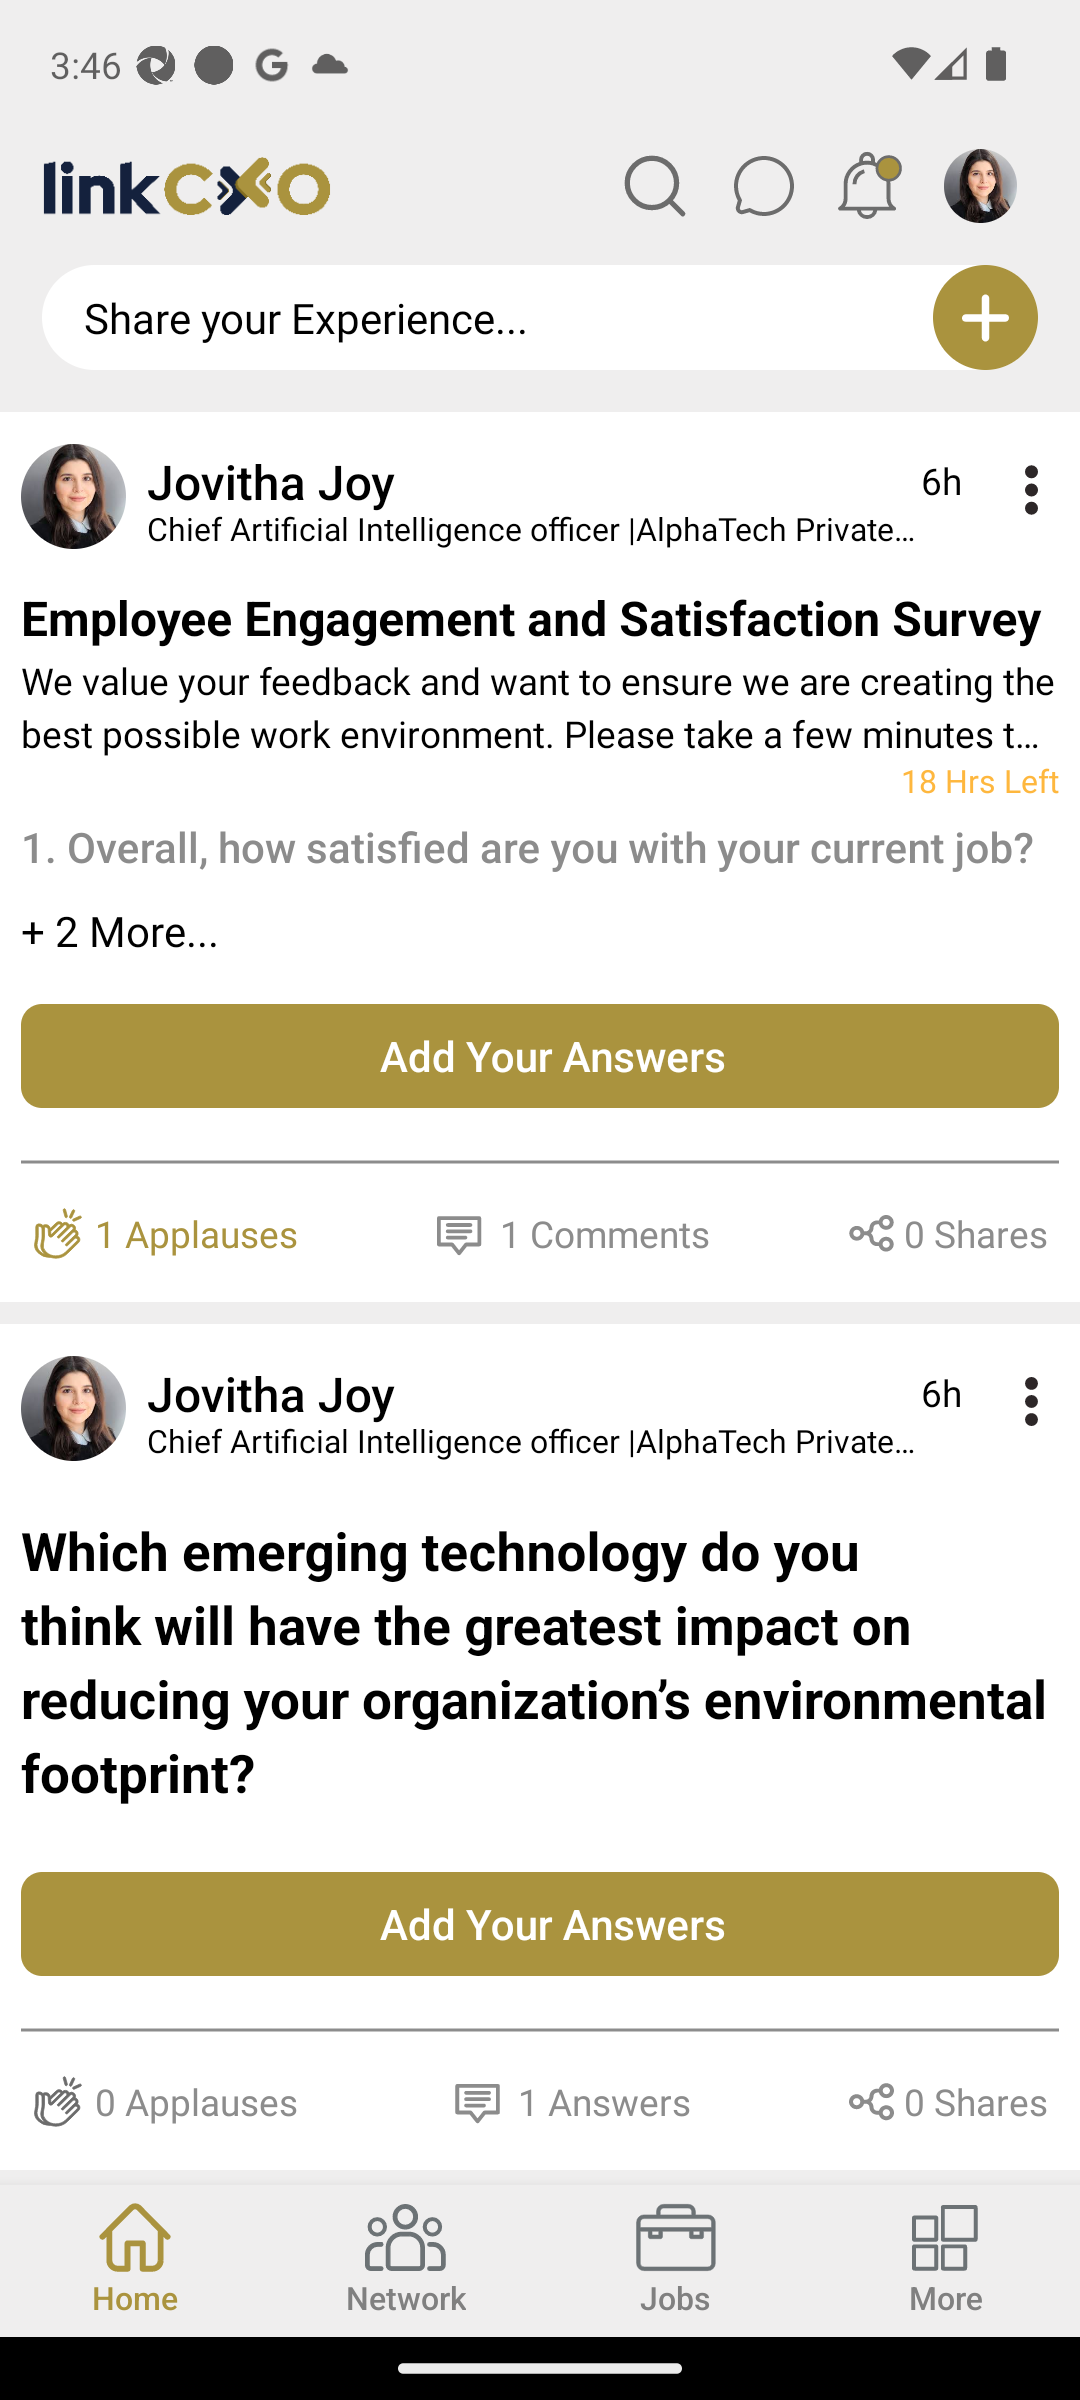 3:46
linkCXO
Share your Experience...
Jovitha Joy
6h
Chief Artificial Intelligence officer |AlphaTech Private...
Employee Engagement and Satisfaction Survey
We value your feedback and want to ensure we are creating the
best possible work environment. Please take a few minutes t...
18 Hrs Left
1. Overall, how satisfied are you with your current job?
+ 2 More...
Add Your Answers
1 Applauses
1 Comments
0 Shares
Jovitha Joy
6h
Chief Artificial Intelligence officer |AlphaTech Private...
Which emerging technology do you
think will have the greatest impact on
reducing your organization’s environmental
footprint?
Add Your Answers
0 Applauses
1 Answers
0 Shares
Home
Network
Jobs
More